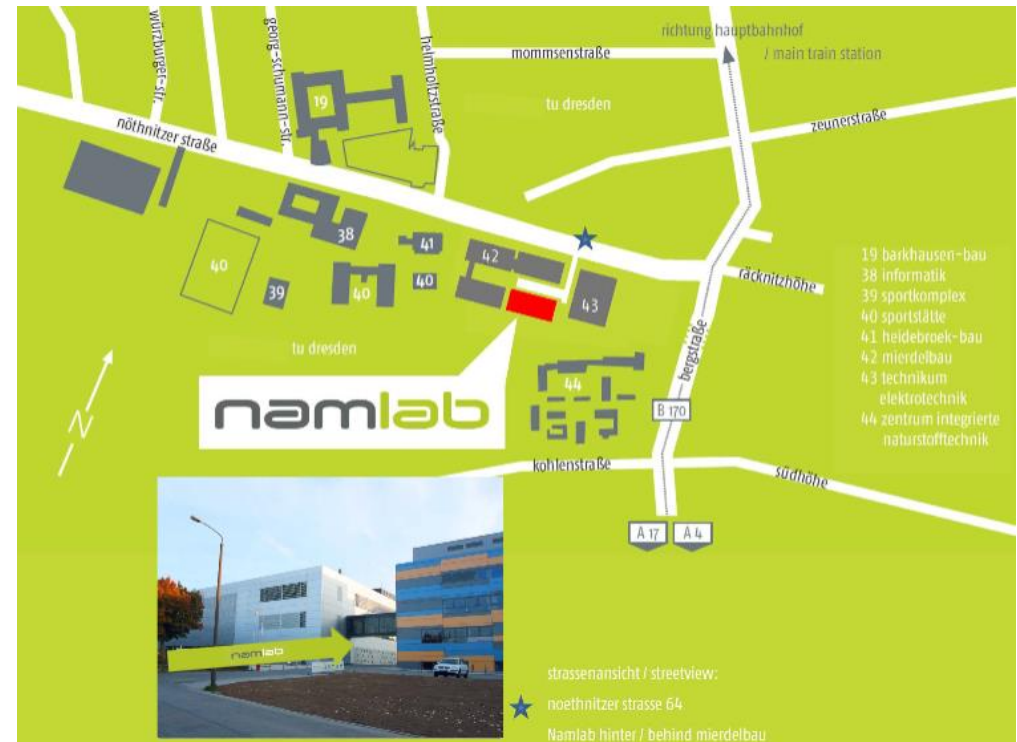 richtung hauptbahnhof
/ main train station
würzburger-str.
georg-schumann-str.
helmholtzstraße
mommsenstraße
19
tu dresden
zeunerstraße
nöthnitzer straße
38
41
42
40
39
40
40
43
räcknitzhöhe
19 barkhausen-bau
38 informatik
39 sportkomplex
40 sportstätte
41 heidebroek-bau
42 mierdelbau
43 technikum
elektrotechnik
44 zentrum integrierte
naturstofftechnik
tu dresden
bergstraße
N
namlab
44
B 170
kohlenstraße
südhöhe
A 17
A 4
namlab
strassenansicht / streetview:
noethnitzer strasse 64
Namlab hinter / behind mierdelbau